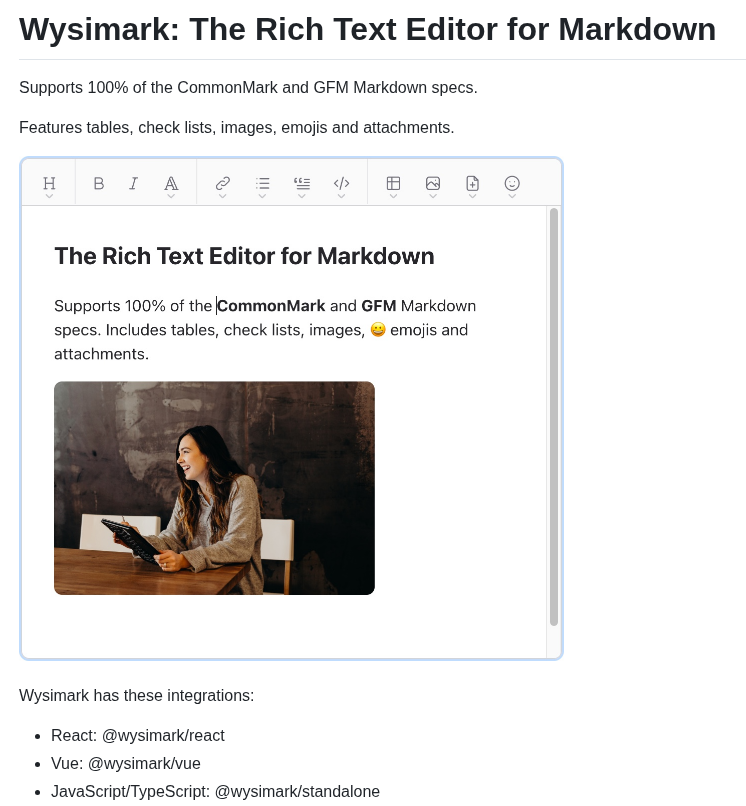 Wysimark: The Rich Text Editor for Markdown
Supports 100% of the CommonMark and GFM Markdown specs.
Features tables, check lists, images, emojis and attachments.
H B I A
The Rich Text Editor for Markdown
Supports 100% of the CommonMark and GFM Markdown
specs. Includes tables, check lists, images, 😀 emojis and
attachments.
Wysimark has these integrations:
• React: @wysimark/react
• Vue: @wysimark/vue
• JavaScript/TypeScript: @wysimark/standalone